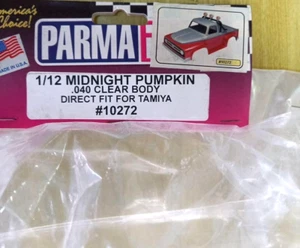 America's
Choice!
MADE IN U.S.A.
PARMA
1/12 MIDNIGHT PUMPKIN
.040 CLEAR BODY
DIRECT FIT FOR TAMIYA
#10272